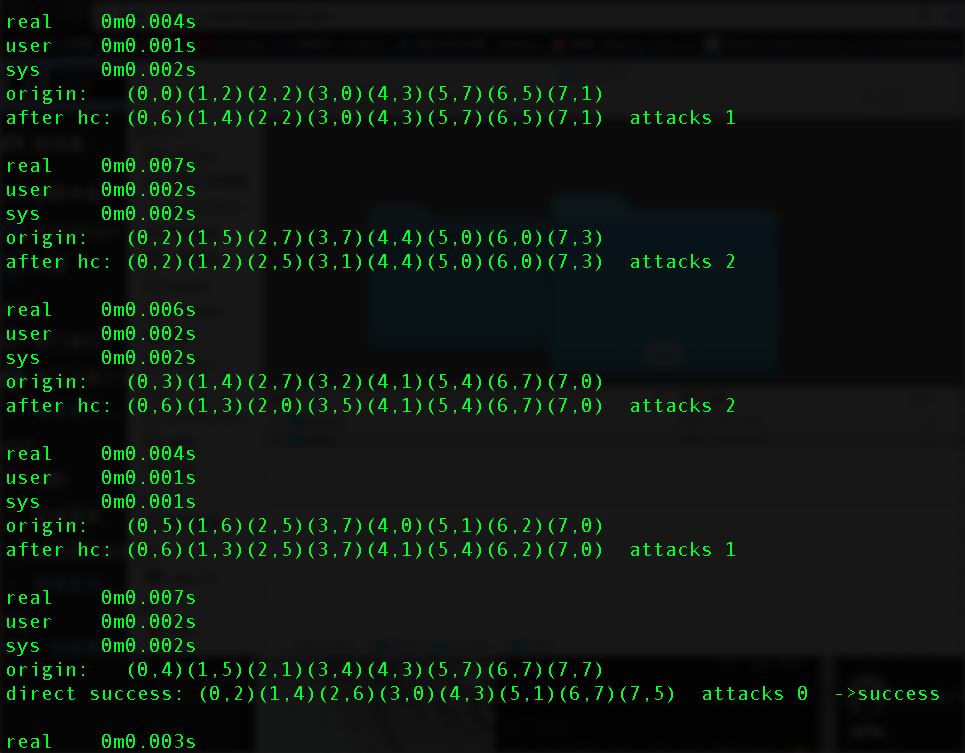 real    0m0.004s
user    0m0.001s
sys     0m0.002s
origin:   (0,0)(1,2)(2,2)(3,0)(4,3)(5,7)(6,5)(7,1)
after hc: (0,6)(1,4)(2,2)(3,0)(4,3)(5,7)(6,5)(7,1)  attacks 1
real    0m0.007s
user    0m0.002s
sys     0m0.002s
origin:   (0,2)(1,5)(2,7)(3,7)(4,4)(5,0)(6,0)(7,3)
after hc: (0,2)(1,2)(2,5)(3,1)(4,4)(5,0)(6,0)(7,3)  attacks 2
real    0m0.006s
user    0m0.002s
sys     0m0.002s
origin:   (0,3)(1,4)(2,7)(3,2)(4,1)(5,4)(6,7)(7,0)
after hc: (0,6)(1,3)(2,0)(3,5)(4,1)(5,4)(6,7)(7,0)  attacks 2
real    0m0.004s
user    0m0.001s
sys     0m0.001s
origin:   (0,5)(1,6)(2,5)(3,7)(4,0)(5,1)(6,2)(7,0)
after hc: (0,6)(1,3)(2,5)(3,7)(4,1)(5,4)(6,2)(7,0)  attacks 1
real    0m0.007s
user    0m0.002s
sys     0m0.002s
origin:   (0,4)(1,5)(2,1)(3,4)(4,3)(5,7)(6,7)(7,7)
direct success: (0,2)(1,4)(2,6)(3,0)(4,3)(5,1)(6,7)(7,5)  attacks 0  ->success
real    0m0.003s